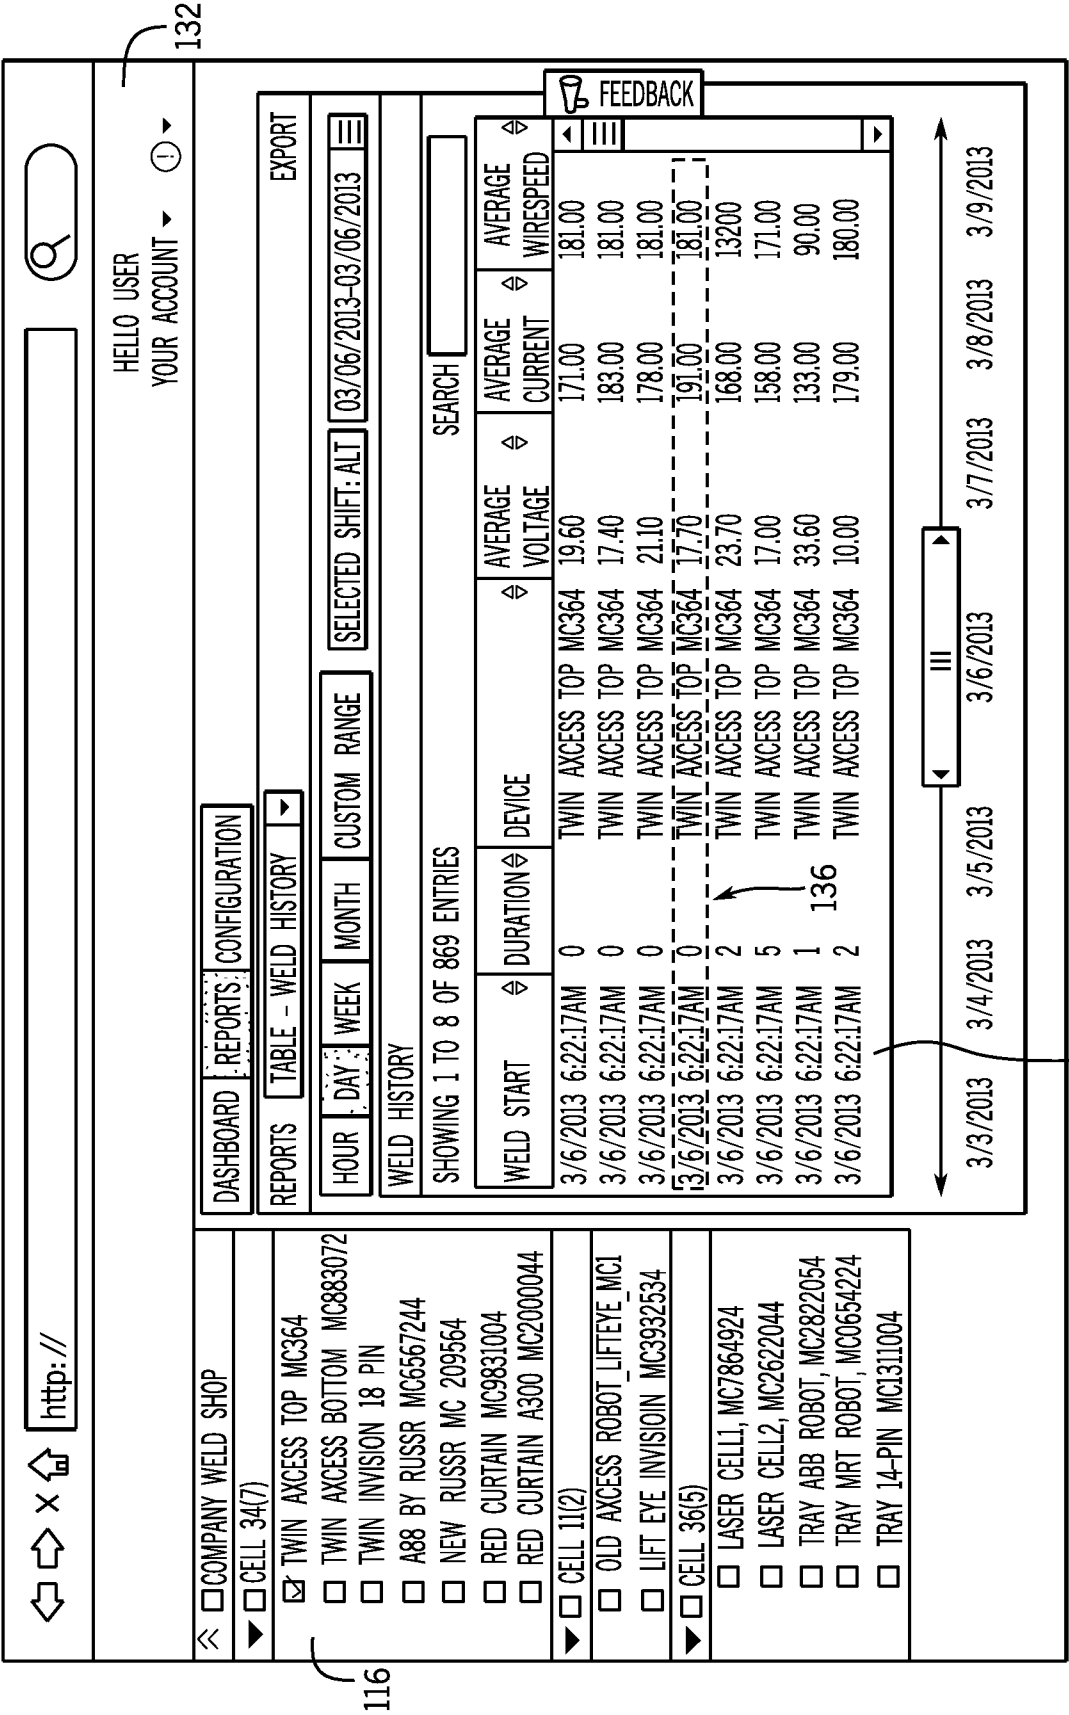 132
http://
HELLO USER
YOUR ACCOUNT
COMPANY WELD SHOP
CELL 34(7)
TWIN AXCESS TOP MC364
TWIN AXCESS BOTTOM MC883072
TWIN INVISION 18 PIN
A88 BY RUSSR MC6567244
NEW RUSSR MC 209564
RED CURTAIN MC9831004
RED CURTAIN A300 MC2000044
CELL 11(2)
OLD AXCESS ROBOT_LIFTEYE_MC1
LIFT EYE INVISIOIN MC3932534
CELL 36(5)
LASER CELL1, MC7864924
LASER CELL2, MC2622044
TRAY ABB ROBOT, MC2822054
TRAY MRT ROBOT, MC0654224
TRAY 14-PIN MC1311004
116
DASHBOARD REPORTS CONFIGURATION
REPORTS TABLE - WELD HISTORY EXPORT
HOUR DAY WEEK MONTH CUSTOM RANGE SELECTED SHIFT: ALT 03/06/2013-03/06/2013
WELD HISTORY
SHOWING 1 TO 8 OF 869 ENTRIES SEARCH
WELD START DURATION DEVICE AVERAGE VOLTAGE AVERAGE CURRENT AVERAGE WIRESPEED
3/6/2013 6:22:17AM 0 TWIN AXCESS TOP MC364 19.60 171.00 181.00
3/6/2013 6:22:17AM 0 TWIN AXCESS TOP MC364 17.40 183.00 181.00
3/6/2013 6:22:17AM 0 TWIN AXCESS TOP MC364 21.10 178.00 181.00
3/6/2013 6:22:17AM 0 TWIN AXCESS TOP MC364 17.70 191.00 181.00
3/6/2013 6:22:17AM 2 TWIN AXCESS TOP MC364 23.70 168.00 13200
3/6/2013 6:22:17AM 5 TWIN AXCESS TOP MC364 17.00 158.00 171.00
3/6/2013 6:22:17AM 1 TWIN AXCESS TOP MC364 33.60 133.00 90.00
3/6/2013 6:22:17AM 2 TWIN AXCESS TOP MC364 10.00 179.00 180.00
136
FEEDBACK
3/3/2013 3/4/2013 3/5/2013 3/6/2013 3/7/2013 3/8/2013 3/9/2013